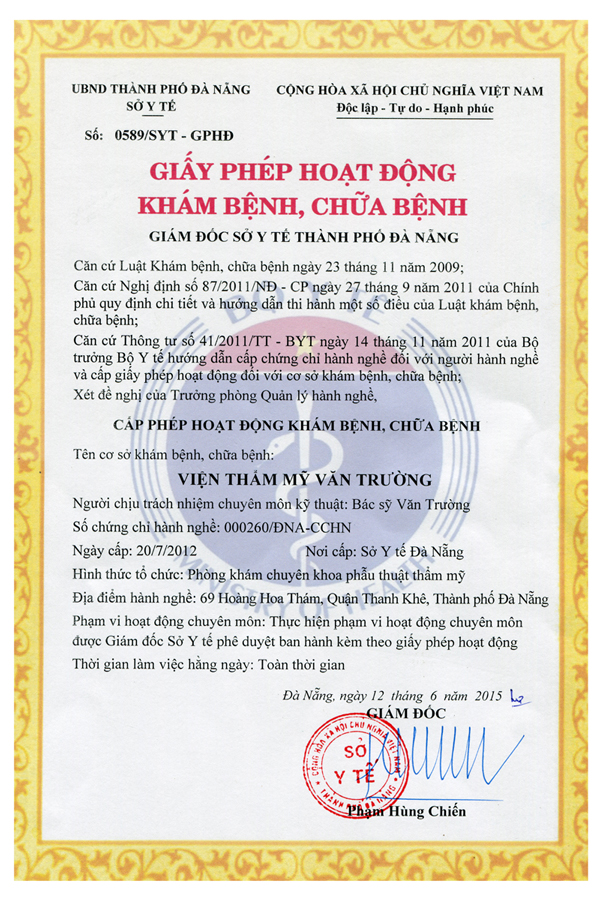 UBND THÀNH PHỐ ĐÀ NẴNG
SỞ Y TẾ
CỘNG HÒA XÃ HỘI CHỦ NGHĨA VIỆT NAM
Độc lập - Tự do - Hạnh phúc
Số: 0589/SYT - GPHĐ
GIẤY PHÉP HOẠT ĐỘNG
KHÁM BỆNH, CHỮA BỆNH
GIÁM ĐỐC SỞ Y TẾ THÀNH PHỐ ĐÀ NẴNG
Căn cứ Luật Khám bệnh, chữa bệnh ngày 23 tháng 11 năm 2009;
Căn cứ Nghị định số 87/2011/NĐ - CP ngày 27 tháng 9 năm 2011 của Chính
phủ quy định chi tiết và hướng dẫn thi hành một số điều của Luật khám bệnh,
chữa bệnh;
Căn cứ Thông tư số 41/2011/TT - BYT ngày 14 tháng 11 năm 2011 của Bộ
trưởng Bộ Y tế hướng dẫn cấp chứng chỉ hành nghề đối với người hành nghề
và cấp giấy phép hoạt động đối với cơ sở khám bệnh, chữa bệnh;
Xét đề nghị của Trưởng phòng Quản lý hành nghề,
CẤP PHÉP HOẠT ĐỘNG KHÁM BỆNH, CHỮA BỆNH
Tên cơ sở khám bệnh, chữa bệnh:
VIỆN THẨM MỸ VĂN TRƯỜNG
Người chịu trách nhiệm chuyên môn kỹ thuật: Bác sỹ Văn Trường
Số chứng chỉ hành nghề: 000260/ĐNA-CCHN
Ngày cấp: 20/7/2012 Nơi cấp: Sở Y tế Đà Nẵng
Hình thức tổ chức: Phòng khám chuyên khoa phẫu thuật thẩm mỹ
Địa điểm hành nghề: 69 Hoàng Hoa Thám, Quận Thanh Khê, Thành phố Đà Nẵng
Phạm vi hoạt động chuyên môn: Thực hiện phạm vi hoạt động chuyên môn
được Giám đốc Sở Y tế phê duyệt ban hành kèm theo giấy phép hoạt động
Thời gian làm việc hằng ngày: Toàn thời gian
Đà Nẵng, ngày 12 tháng 6 năm 2015
GIÁM ĐỐC
CỘNG HÒA XÃ HỘI CHỦ NGHĨA VIỆT NAM
SỞ
Y TẾ
THÀNH PHỐ ĐÀ NẴNG
Phạm Hùng Chiến
BỘ Y TẾ
MINISTRY OF HEALTH